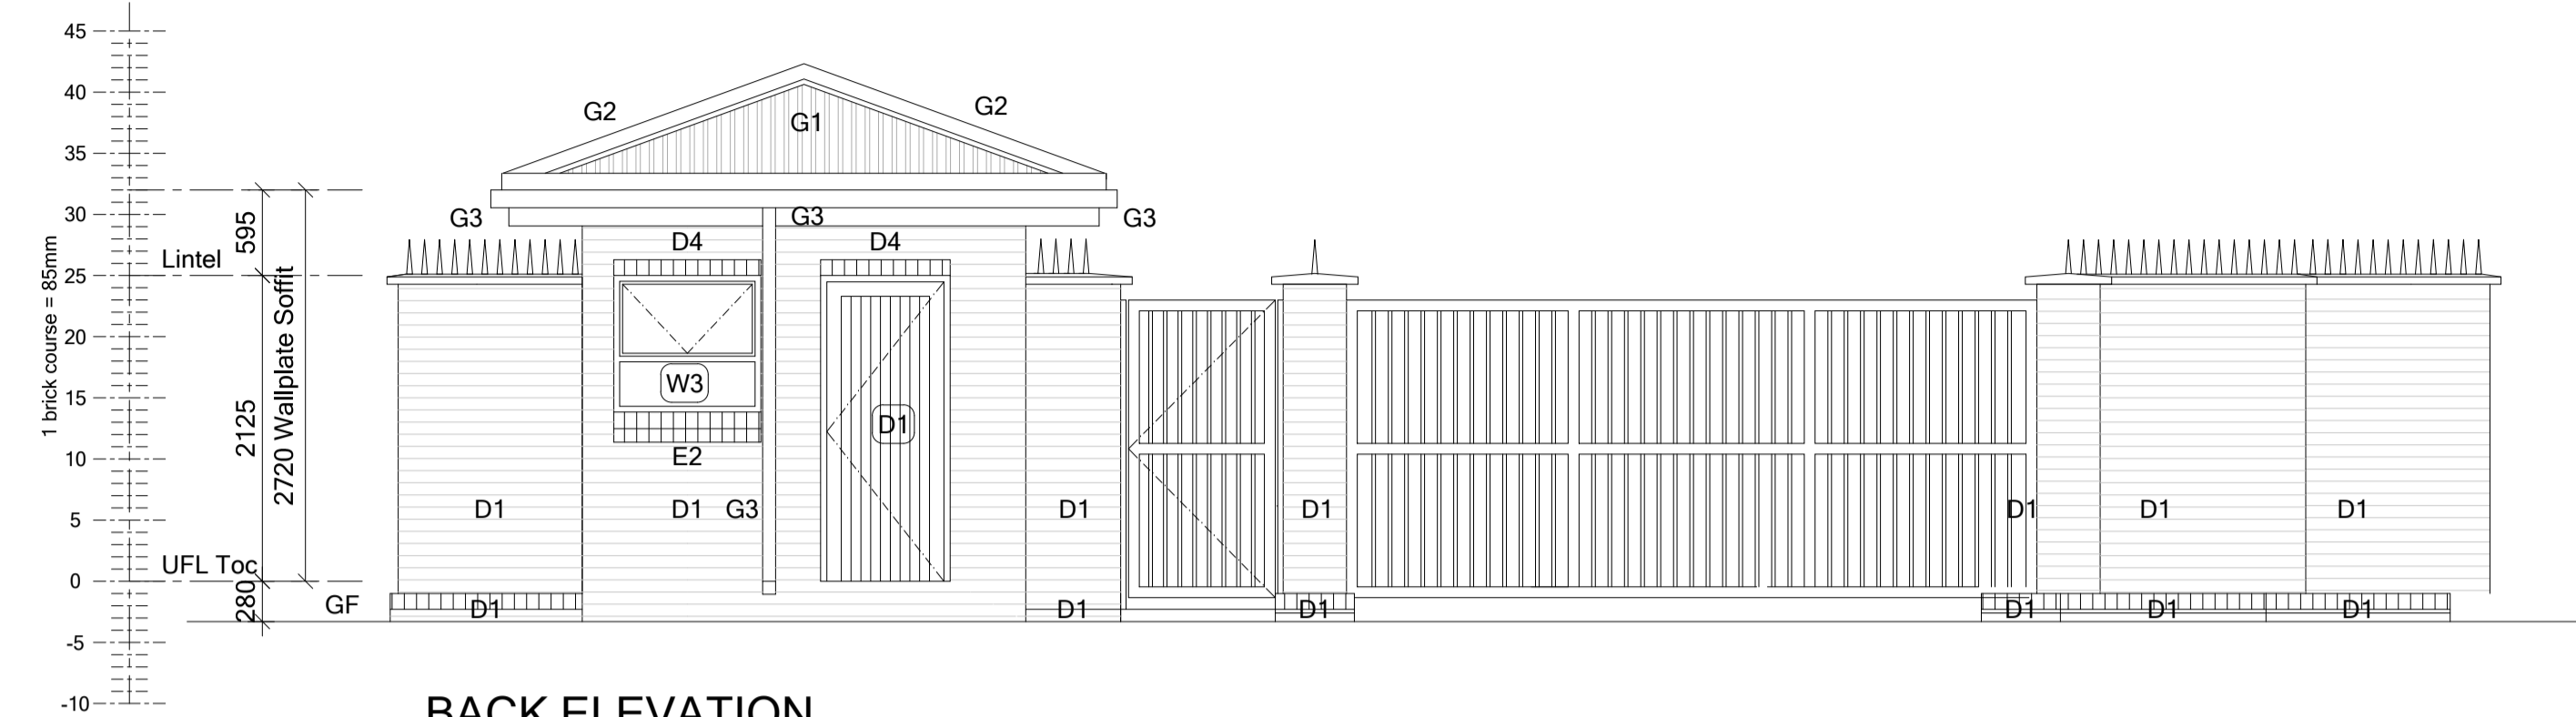 45
40
35
30
25
20
15
10
5
0
-5
-10
1 brick course = 85mm
595
2125
280
2720 Wallplate Soffit
Lintel
UFL Toc
GF
G2
G2
G1
G3
G3
G3
D4
D4
W3
D1
E2
D1
D1
G3
D1
D1
D1
D1
D1
D1
D1
D1
D1
D1
D1
BACK ELEVATION